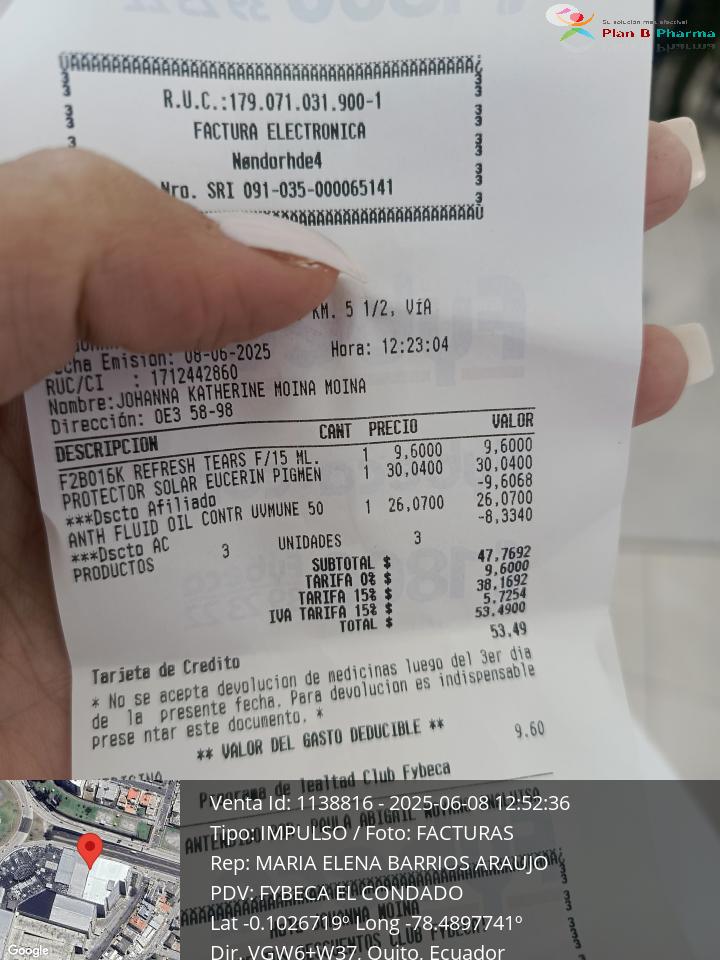 Su solucion mas efectiva!
Plan B Pharma
R.U.C.:179.071.031.900-1
FACTURA ELECTRONICA
Nøndorhde4
Nro. SRI 091-035-000065141
KM. 5 1/2, VíA
Emisión: 08-06-2025 Hora: 12:23:04
RUC/CI : 1712442860
Nombre:JOHANNA KATHERINE MOINA MOINA
Dirección: OE3 58-98
DESCRIPCION CANT PRECIO VALOR
F2B016K REFRESH TEARS F/15 ML. 1 9,6000 9,6000
PROTECTOR SOLAR EUCERIN PIGMEN 1 30,0400 30,0400
***Dscto Afiliado -9,6068
ANTH FLUID OIL CONTR UVMUNE 50 1 26,0700 26,0700
***Dscto AC -8,3340
PRODUCTOS 3 UNIDADES 3
SUBTOTAL $ 47,7692
TARIFA 0% $ 9,6000
TARIFA 15% $ 38,1692
IVA TARIFA 15% $ 5,7254
TOTAL $ 53,4900
53,49
Tarjeta de Credito
* No se acepta devolucion de medicinas luego del 3er dia
de la presente fecha. Para devolucion es indispensable
prese ntar este documento. *
** VALOR DEL GASTO DEDUCIBLE ** 9.60
Programa de lealtad Club Fybeca
Venta Id: 1138816 - 2025-06-08 12:52:36
Tipo: IMPULSO / Foto: FACTURAS
Rep: MARIA ELENA BARRIOS ARAUJO
PDV: FYBECA EL CONDADO
Lat -0.1026719º Long -78.4897741º
Dir. VGW6+W37, Quito, Ecuador
Google